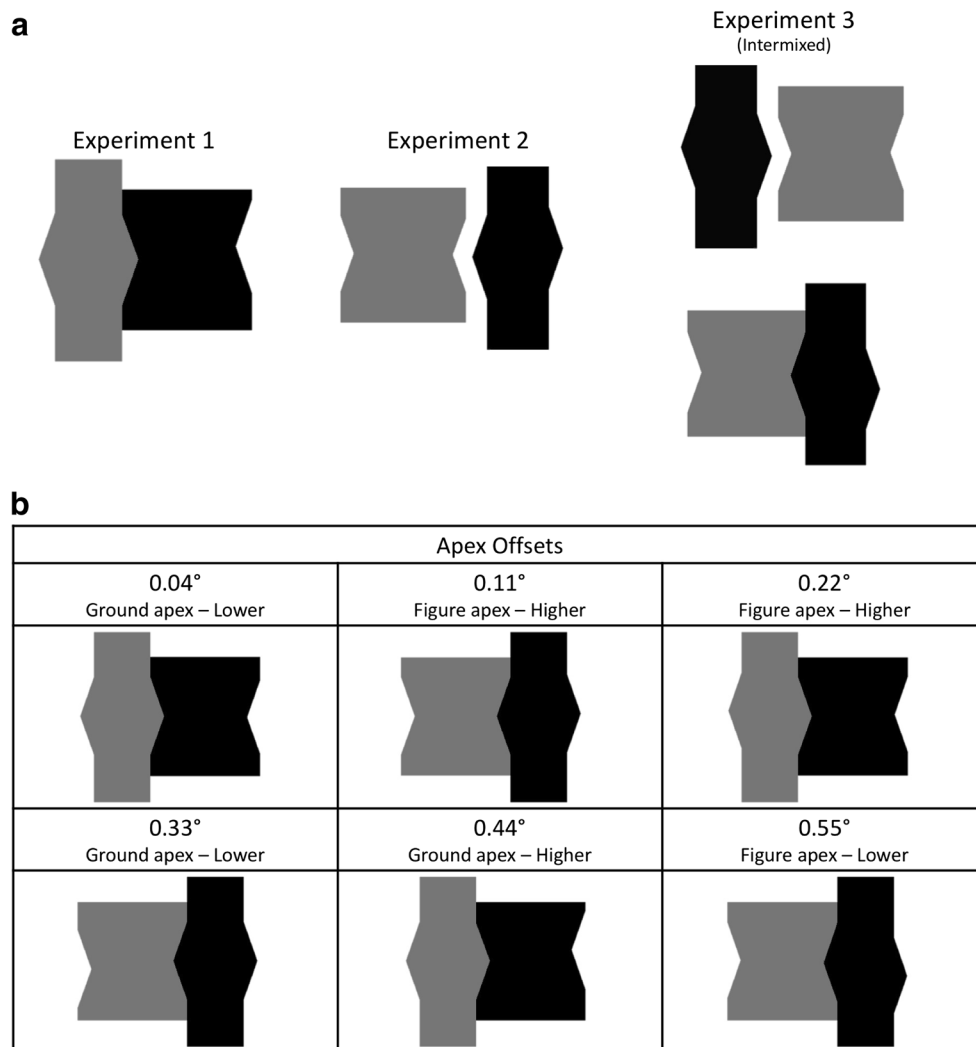 a
Experiment 3
(Intermixed)
Experiment 1
Experiment 2
b
Apex Offsets
0.04°
Ground apex – Lower
0.11°
Figure apex – Higher
0.22°
Figure apex – Higher
0.33°
Ground apex – Lower
0.44°
Ground apex – Higher
0.55°
Figure apex – Lower